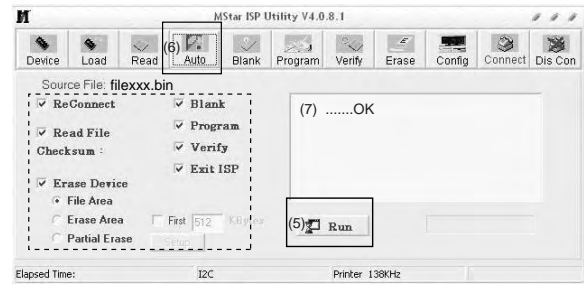 MStar ISP Utility V4.0.8.1
(6)
Device Load Read Auto Blank Program Verify Erase Config Connect Dis Con
Source File: filexxx.bin
ReConnect Blank
Read File Program
Checksum : Verify
Exit ISP
Erase Device
File Area
Erase Area First 512 KBytes
Partial Erase Setup
(7) .......OK
(5) Run
Elapsed Time: I2C Printer 138KHz